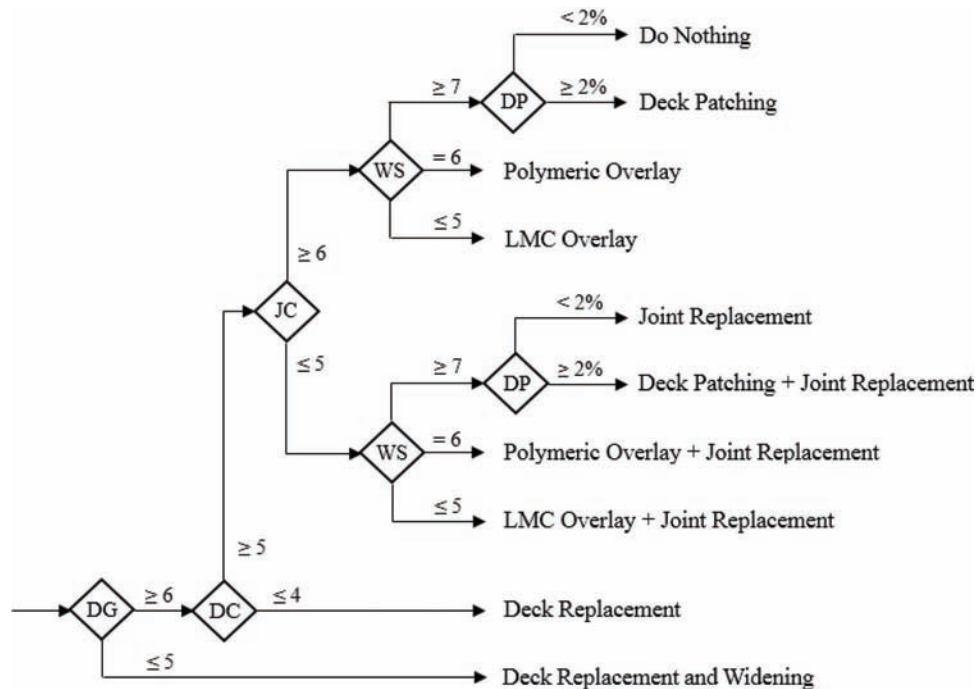 < 2%
Do Nothing
≥ 7
DP
≥ 2%
Deck Patching
WS
= 6
Polymeric Overlay
≤ 5
LMC Overlay
≥ 6
JC
< 2%
Joint Replacement
≤ 5
≥ 7
DP
≥ 2%
Deck Patching + Joint Replacement
WS
= 6
Polymeric Overlay + Joint Replacement
≤ 5
LMC Overlay + Joint Replacement
≥ 5
DG
≥ 6
DC
≤ 4
Deck Replacement
≤ 5
Deck Replacement and Widening